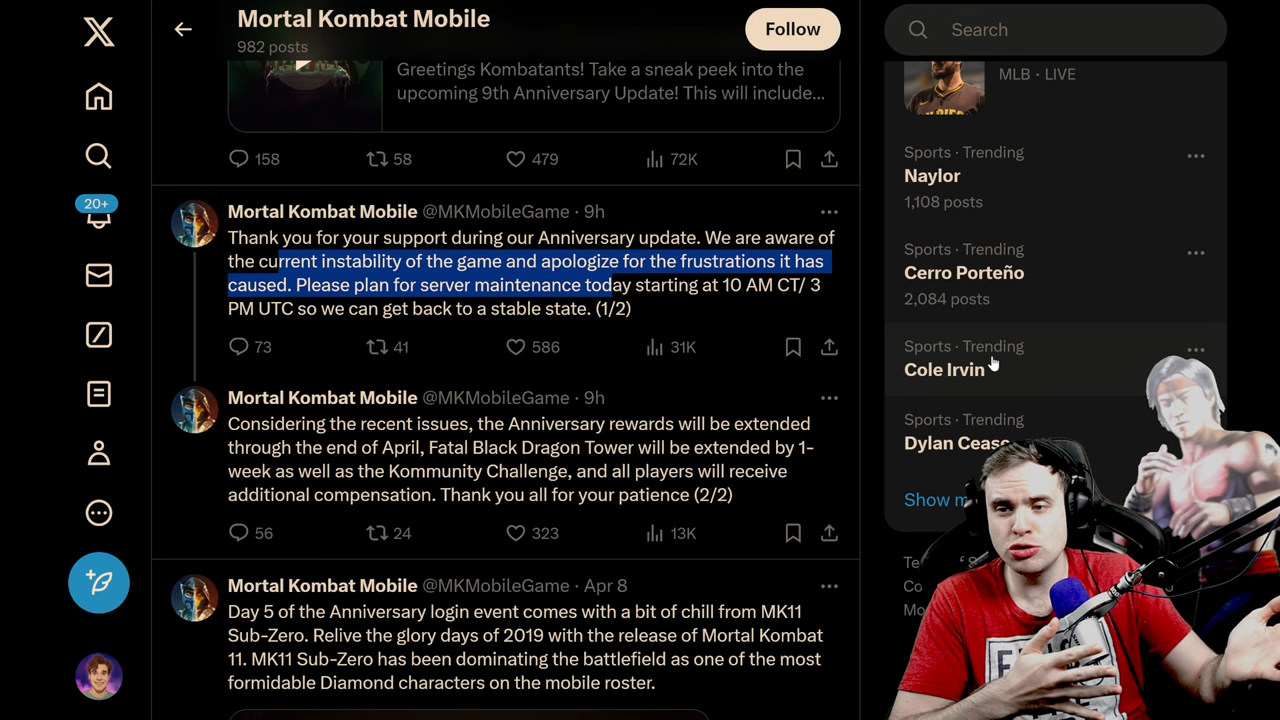 Mortal Kombat Mobile
982 posts
Follow
Search
Greetings Kombatants! Take a sneak peek into the
upcoming 9th Anniversary Update! This will include...
158 58 479 72K
Mortal Kombat Mobile @MKMobileGame · 9h
Thank you for your support during our Anniversary update. We are aware of
the current instability of the game and apologize for the frustrations it has
caused. Please plan for server maintenance today starting at 10 AM CT/ 3
PM UTC so we can get back to a stable state. (1/2)
73 41 586 31K
Mortal Kombat Mobile @MKMobileGame · 9h
Considering the recent issues, the Anniversary rewards will be extended
through the end of April, Fatal Black Dragon Tower will be extended by 1-
week as well as the Kommunity Challenge, and all players will receive
additional compensation. Thank you all for your patience (2/2)
56 24 323 13K
Mortal Kombat Mobile @MKMobileGame · Apr 8
Day 5 of the Anniversary login event comes with a bit of chill from MK11
Sub-Zero. Relive the glory days of 2019 with the release of Mortal Kombat
11. MK11 Sub-Zero has been dominating the battlefield as one of the most
formidable Diamond characters on the mobile roster.
20+
MLB · LIVE
Sports · Trending
Naylor
1,108 posts
Sports · Trending
Cerro Porteño
2,084 posts
Sports · Trending
Cole Irvin
Sports · Trending
Dylan Cease
Show m